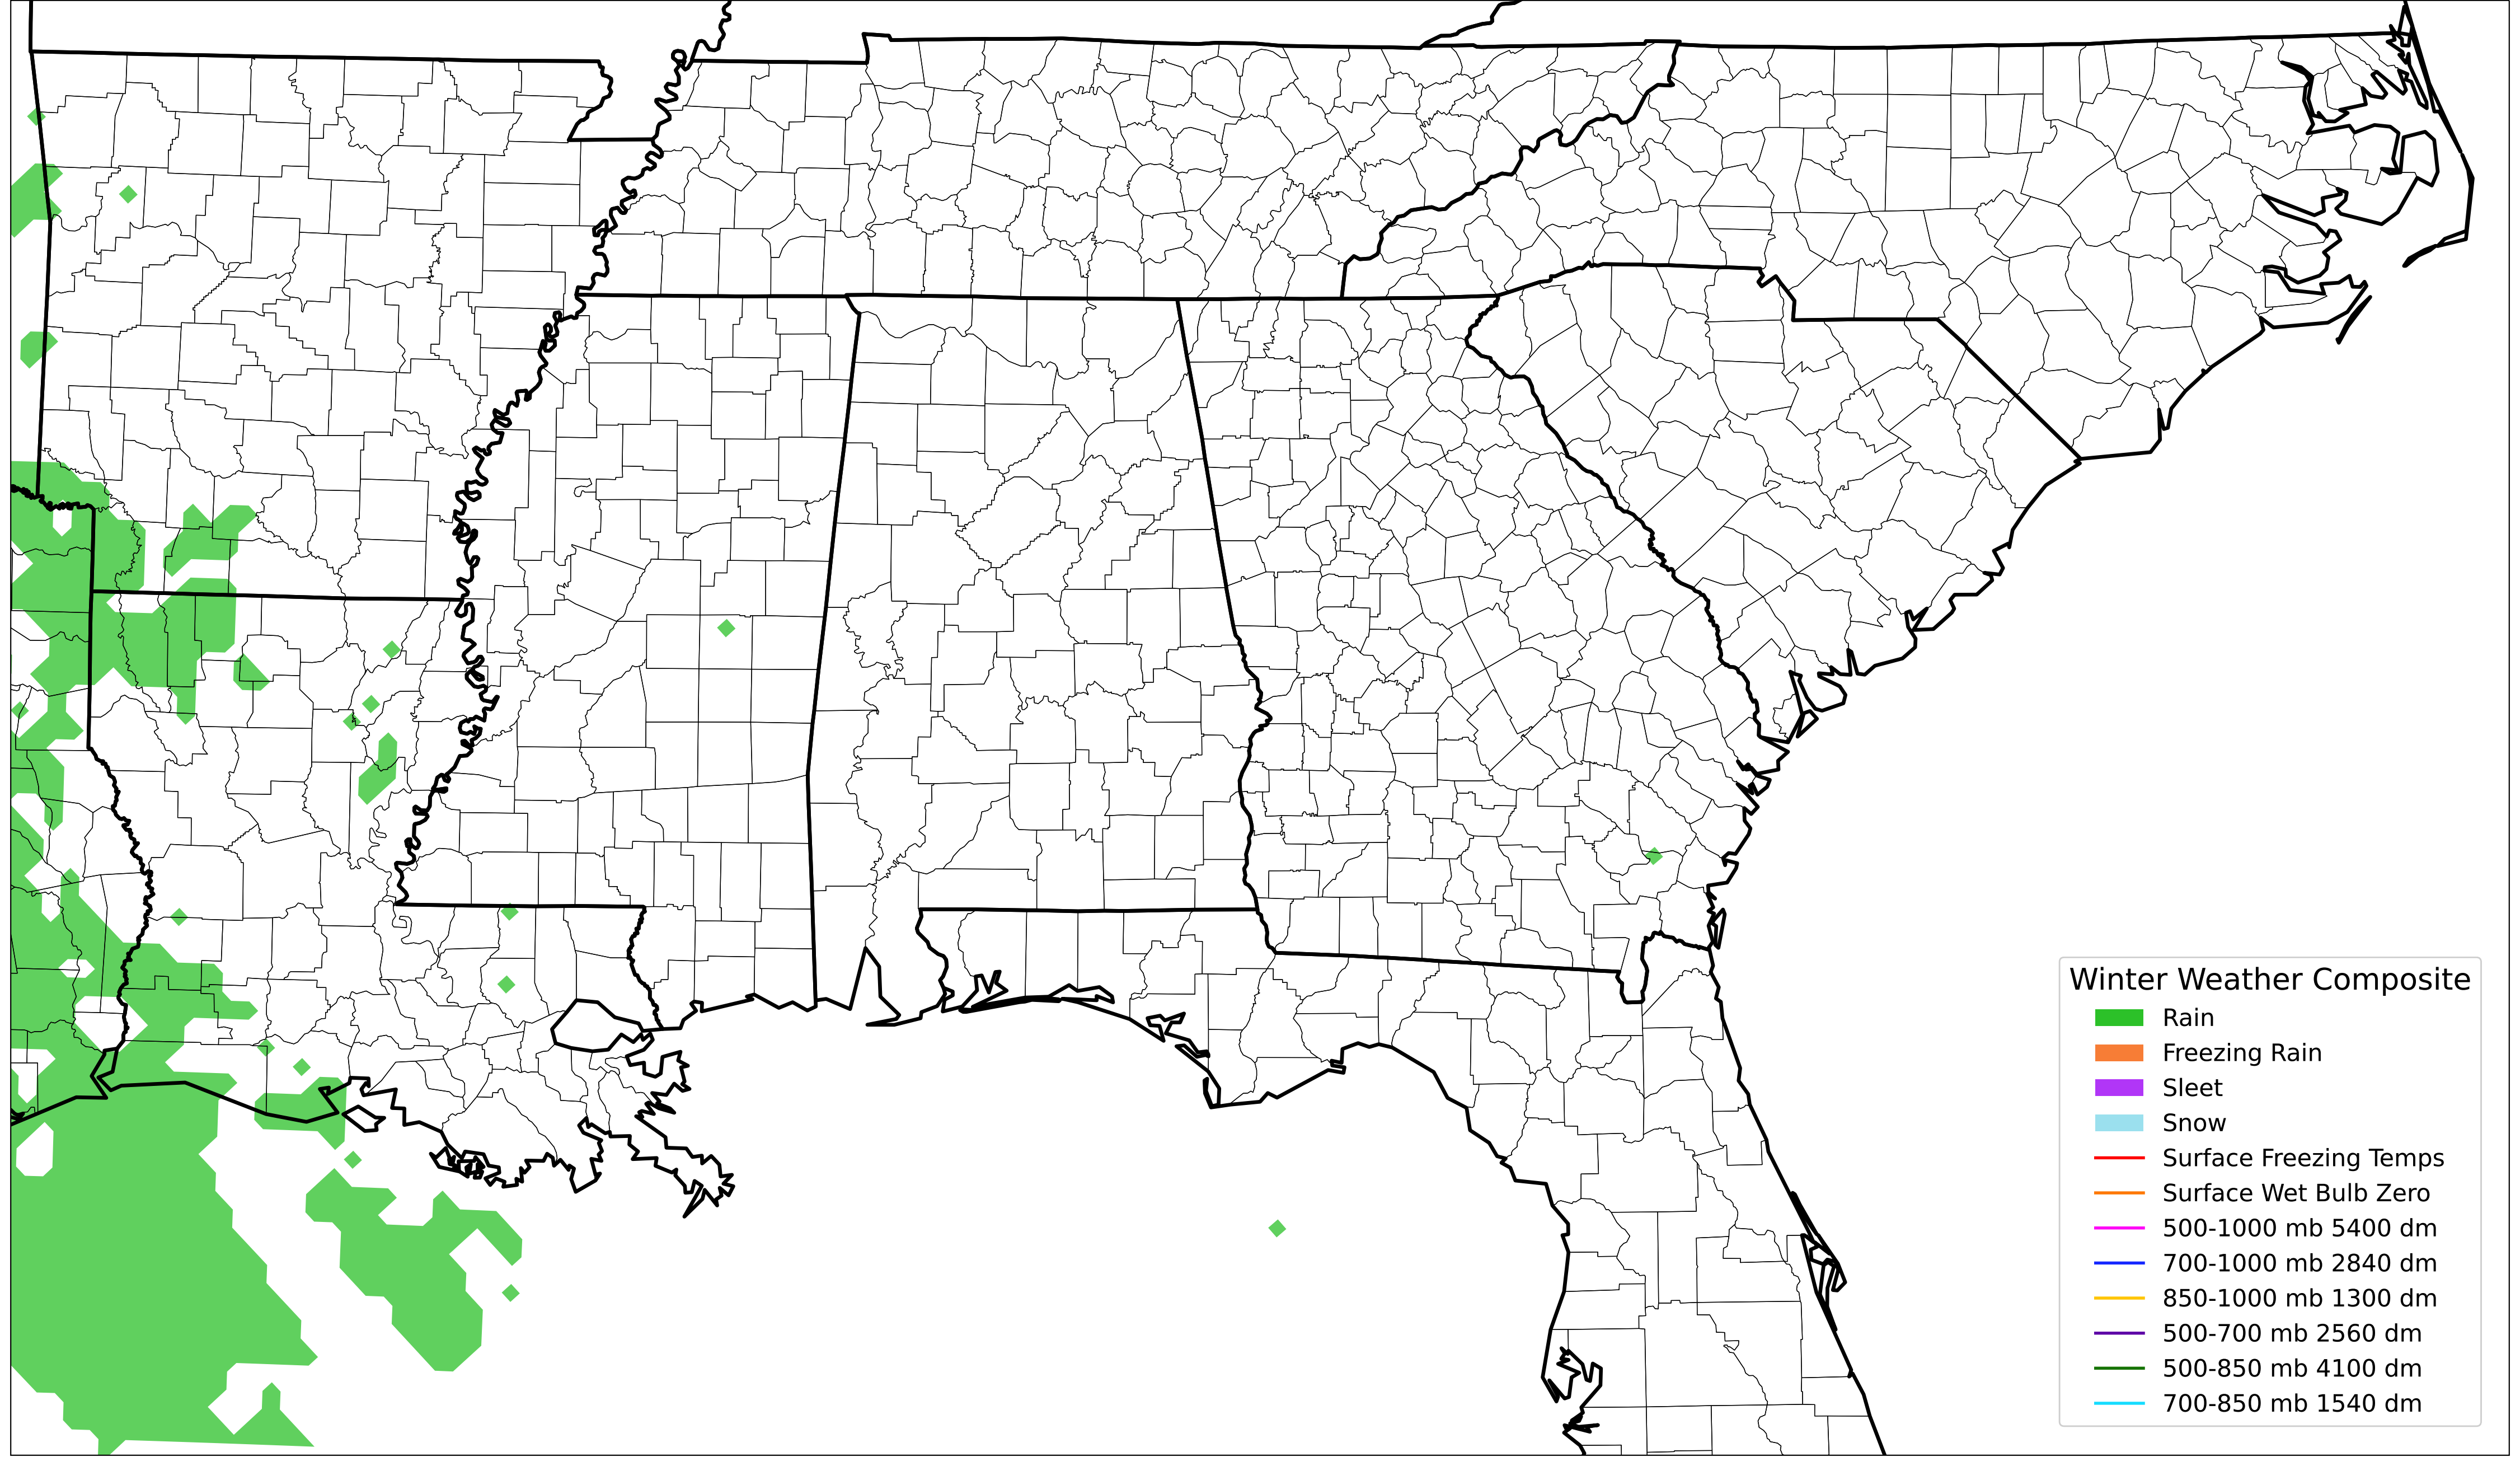 Winter Weather Composite
Rain
Freezing Rain
Sleet
Snow
Surface Freezing Temps
Surface Wet Bulb Zero
500-1000 mb 5400 dm
700-1000 mb 2840 dm
850-1000 mb 1300 dm
500-700 mb 2560 dm
500-850 mb 4100 dm
700-850 mb 1540 dm